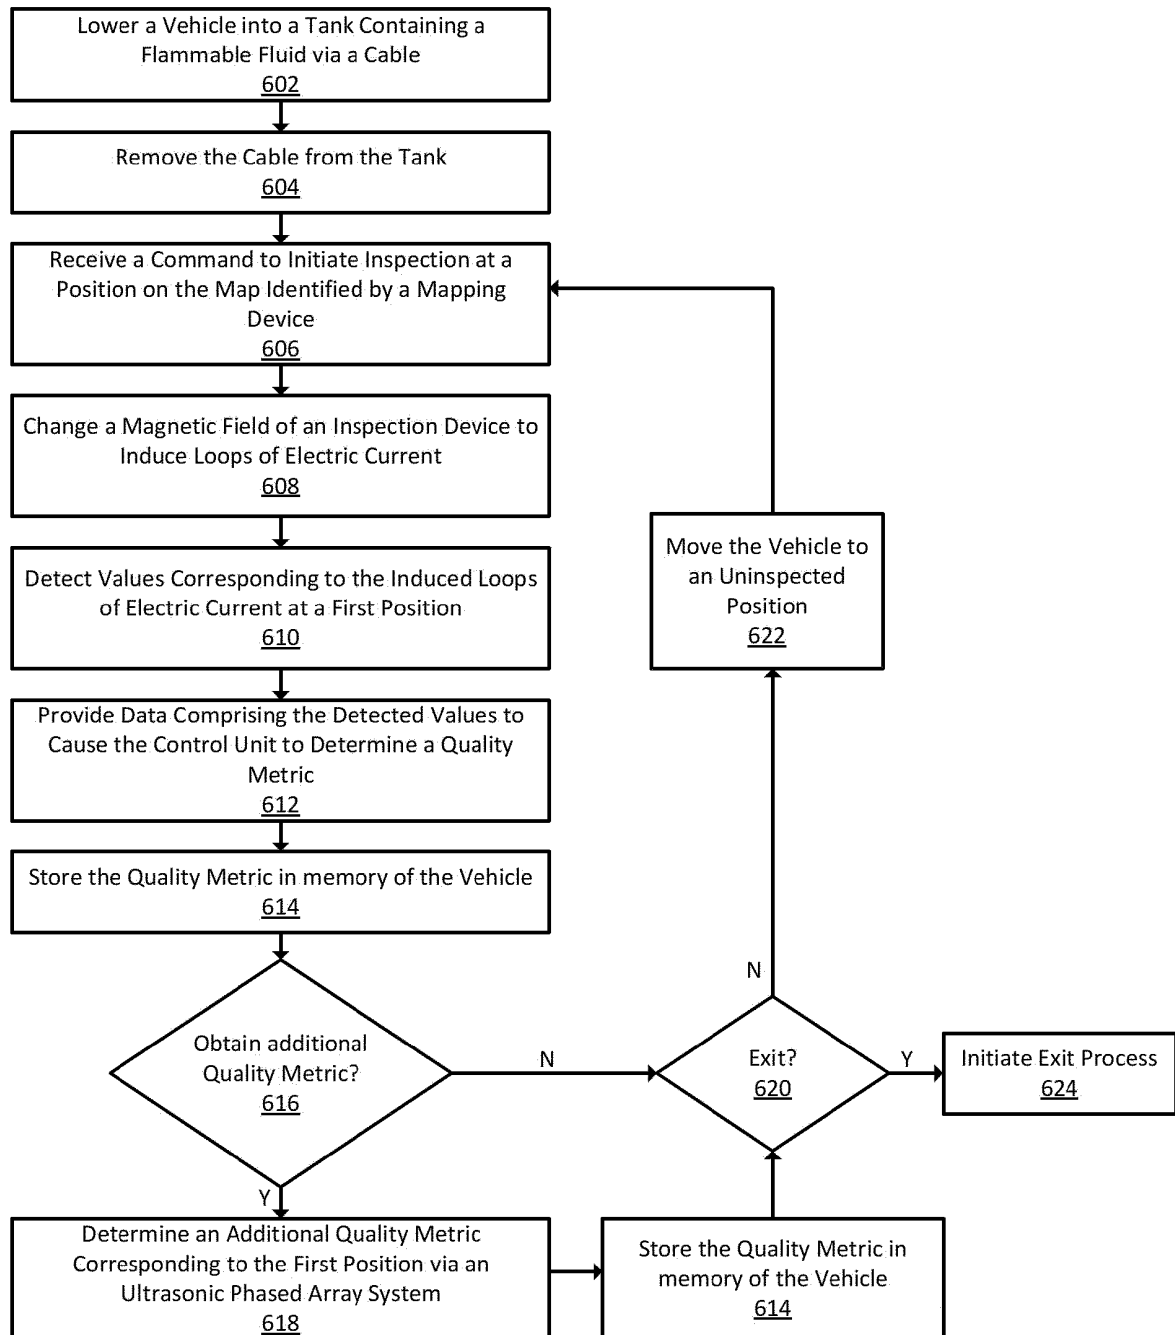 Lower a Vehicle into a Tank Containing a
Flammable Fluid via a Cable
602
Remove the Cable from the Tank
604
Receive a Command to Initiate Inspection at a
Position on the Map Identified by a Mapping
Device
606
Change a Magnetic Field of an Inspection Device to
Induce Loops of Electric Current
608
Detect Values Corresponding to the Induced Loops
of Electric Current at a First Position
610
Move the Vehicle to
an Uninspected
Position
622
Provide Data Comprising the Detected Values to
Cause the Control Unit to Determine a Quality
Metric
612
Store the Quality Metric in memory of the Vehicle
614
Obtain additional
Quality Metric?
616
N
Y
Exit?
620
N
Y
Initiate Exit Process
624
Determine an Additional Quality Metric
Corresponding to the First Position via an
Ultrasonic Phased Array System
618
Store the Quality Metric in
memory of the Vehicle
614